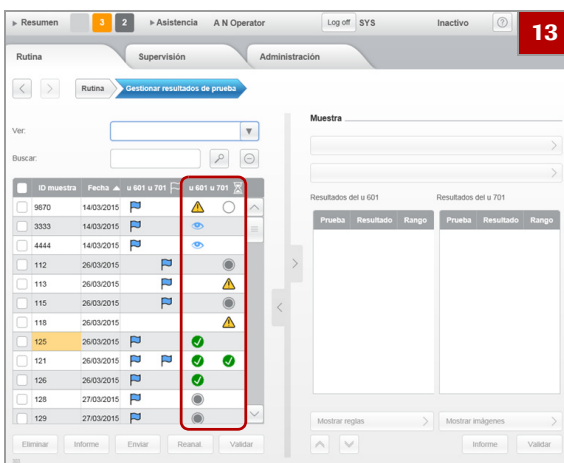 Resumen 3 2 Asistencia A N Operator Log off SYS Inactivo 13
Rutina Supervisión Administración
Rutina Gestionar resultados de prueba
Muestra
Ver:
Buscar:
ID muestra Fecha u 601 u 701 u 601 u 701
Resultados del u 601 Resultados del u 701
Prueba Resultado Rango Prueba Resultado Rango
9870 14/03/2015
3333 14/03/2015
4444 14/03/2015
112 26/03/2015
113 26/03/2015
115 26/03/2015
118 26/03/2015
125 26/03/2015
121 26/03/2015
126 26/03/2015
128 27/03/2015
129 27/03/2015
Mostrar reglas Mostrar imágenes
Eliminar Informe Enviar Reanal. Validar Informe Validar